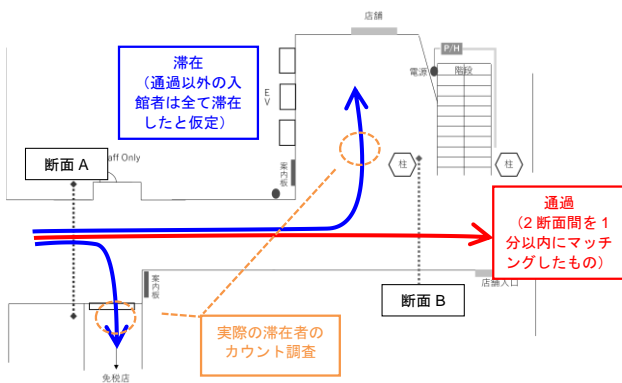 店舗
P/H
電源
階段
滞在
（通過以外の入
館者は全て滞在
したと仮定）
EV
断面 A
aff Only
案内板
柱
柱
通過
（2 断面間を 1
分以内にマッチ
ングしたもの）
案内板
店舗入口
断面 B
実際の滞在者の
カウント調査
免税店